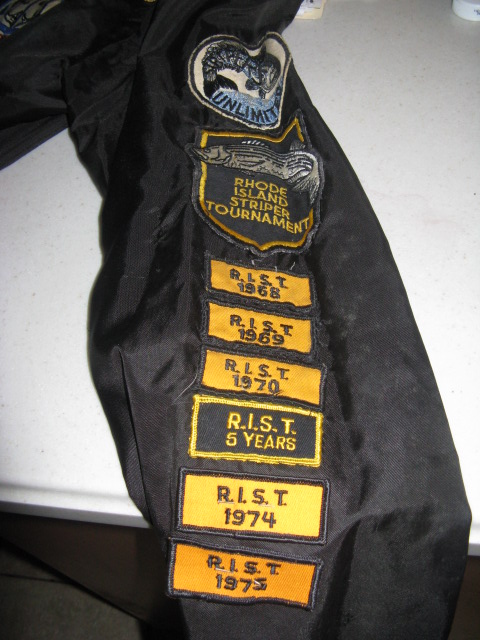 UNLIMIT
RHODE
ISLAND
STRIPER
TOURNAMENT
R.I.S.T.
1968
R.I.S.T.
1969
R.I.S.T.
1970
R.I.S.T.
5 YEARS
R.I.S.T.
1974
R.I.S.T.
1975